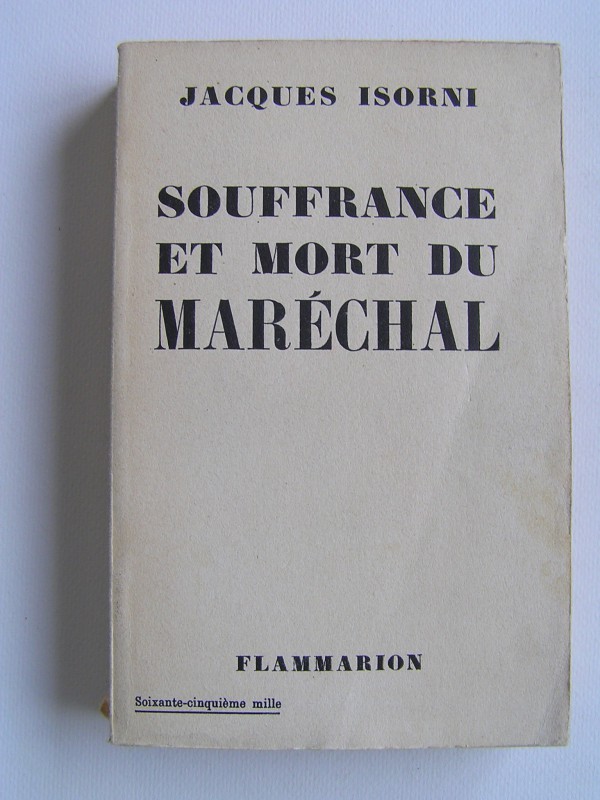 JACQUES ISORNI
SOUFFRANCE
ET MORT DU
MARÉCHAL
FLAMMARION
Soixante-cinquième mille